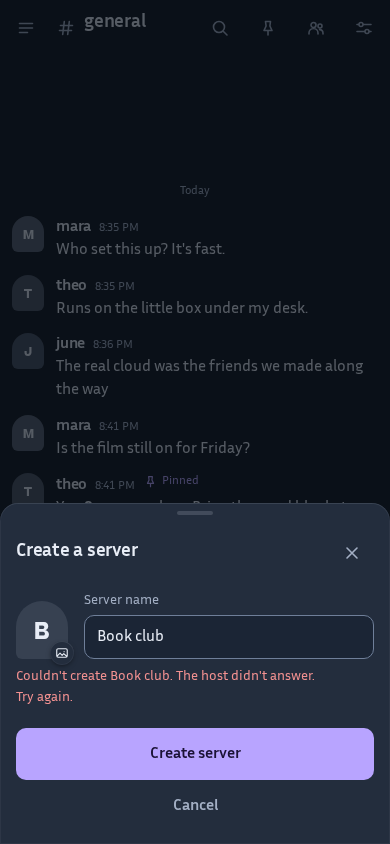 # general
Today
M
mara 8:35 PM
Who set this up? It's fast.
T
theo 8:35 PM
Runs on the little box under my desk.
J
june 8:36 PM
The real cloud was the friends we made along
the way
M
mara 8:41 PM
Is the film still on for Friday?
T
theo 8:41 PM Pinned
Create a server
B
Server name
Book club
Couldn't create Book club. The host didn't answer.
Try again.
Create server
Cancel